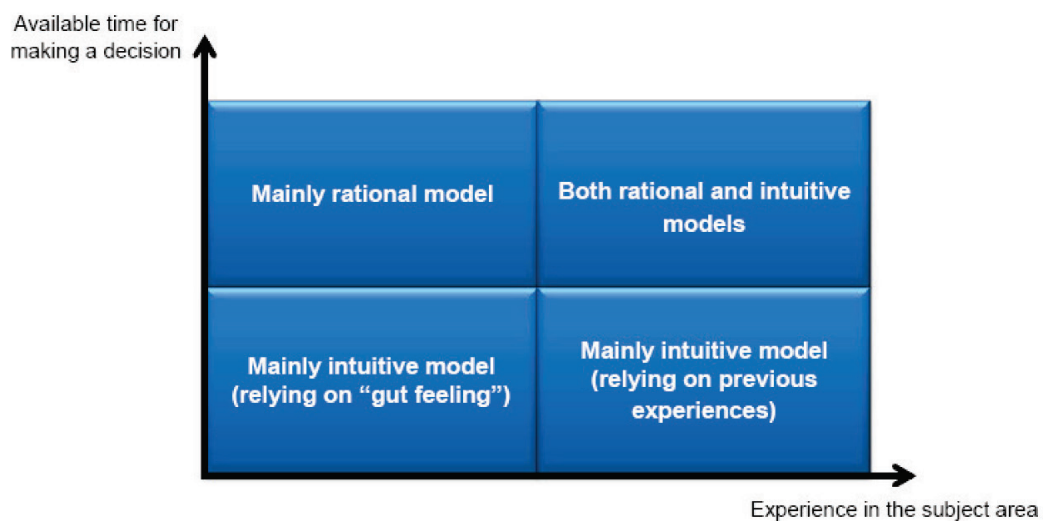 Available time for
making a decision
Mainly rational model
Both rational and intuitive
models
Mainly intuitive model
(relying on “gut feeling”)
Mainly intuitive model
(relying on previous
experiences)
Experience in the subject area